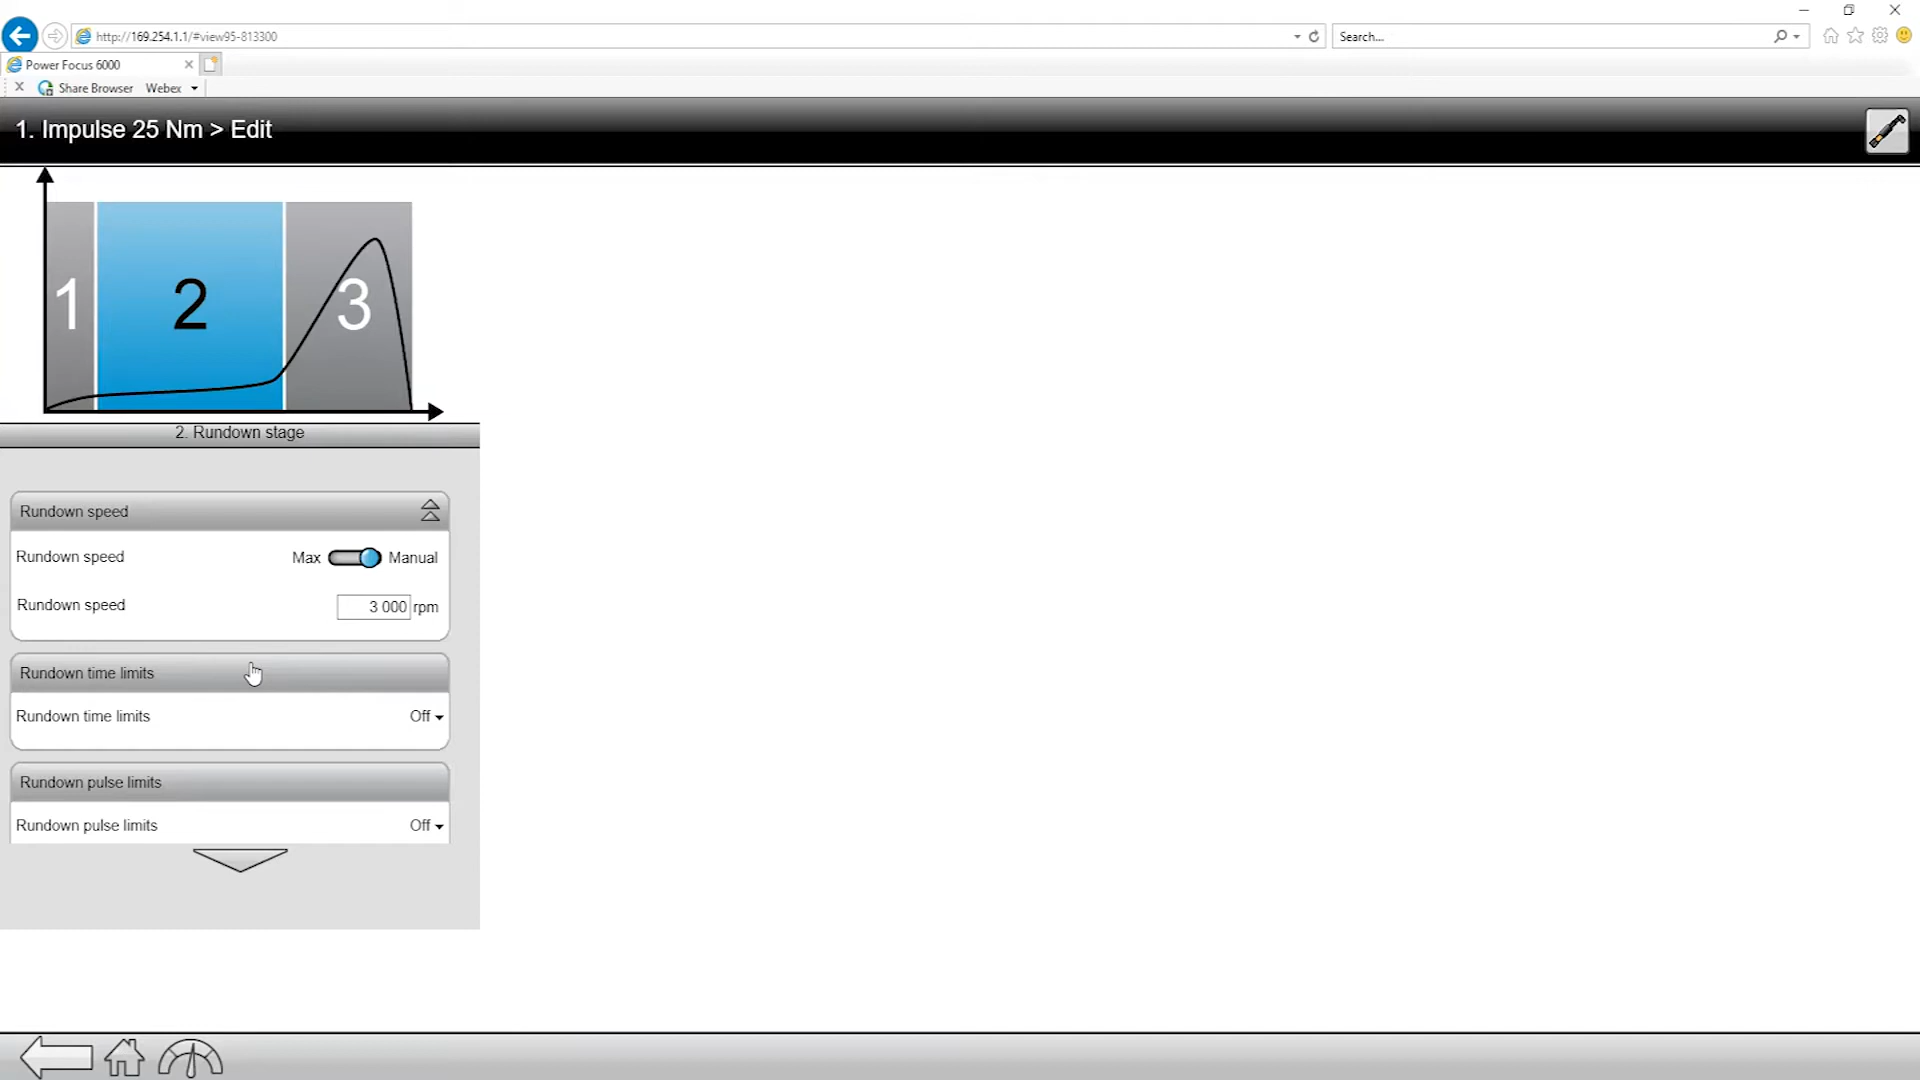 http://169.254.1.1/#view95-813300
Search...
Power Focus 6000
Share Browser Webex
1. Impulse 25 Nm > Edit
1 2 3
2. Rundown stage
Rundown speed
Rundown speed Max Manual
Rundown speed 3 000 rpm
Rundown time limits
Rundown time limits Off
Rundown pulse limits
Rundown pulse limits Off